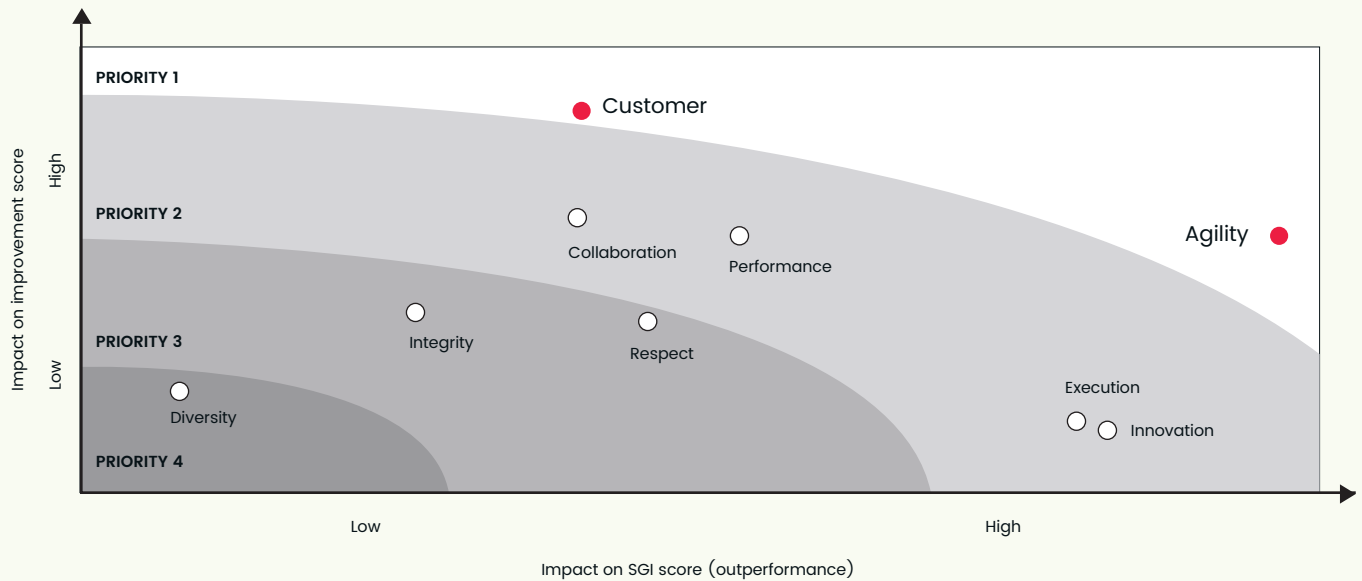 PRIORITY 1
Customer
High
PRIORITY 2
Agility
Collaboration
Performance
Impact on improvement score
PRIORITY 3
Integrity
Respect
Low
Execution
Diversity
Innovation
PRIORITY 4
Low
High
Impact on SGI score (outperformance)